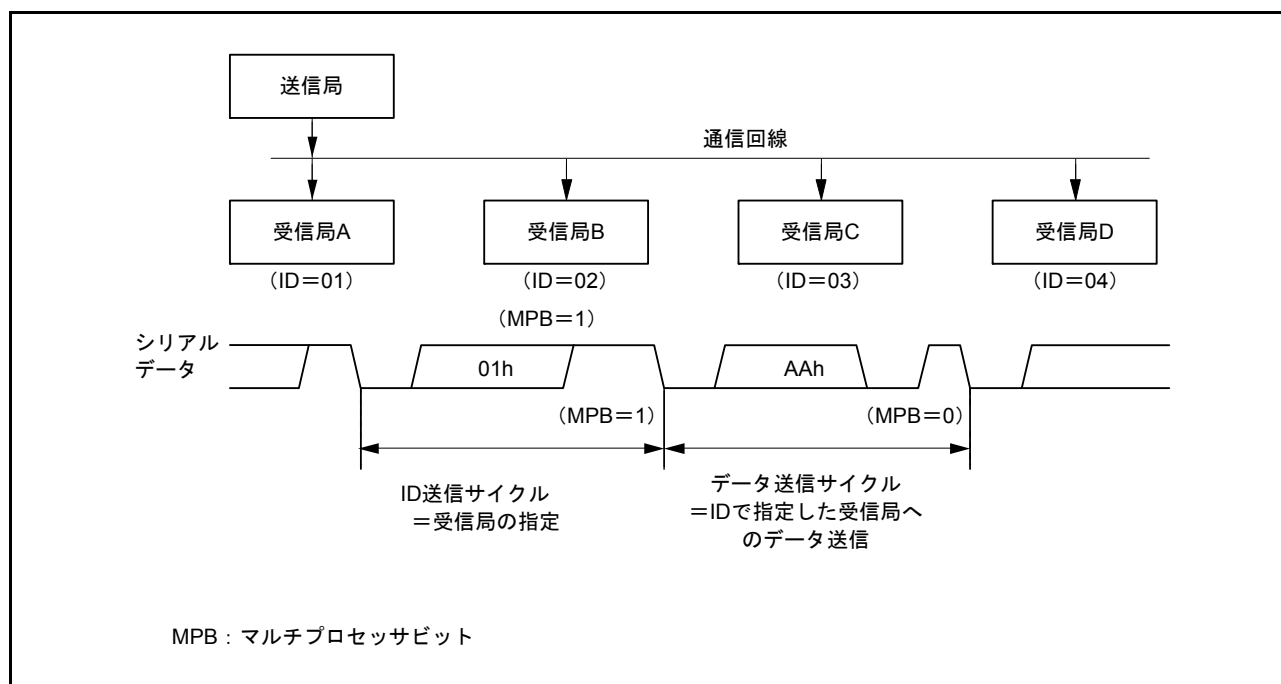 送信局
通信回線
受信局A
受信局B
受信局C
受信局D
（ID＝01）
（ID＝02）
（ID＝03）
（ID＝04）
（MPB＝1）
シリアル
データ
01h
AAh
（MPB＝1）
（MPB＝0）
ID送信サイクル
＝受信局の指定
データ送信サイクル
＝IDで指定した受信局へ
のデータ送信
MPB：マルチプロセッサビット